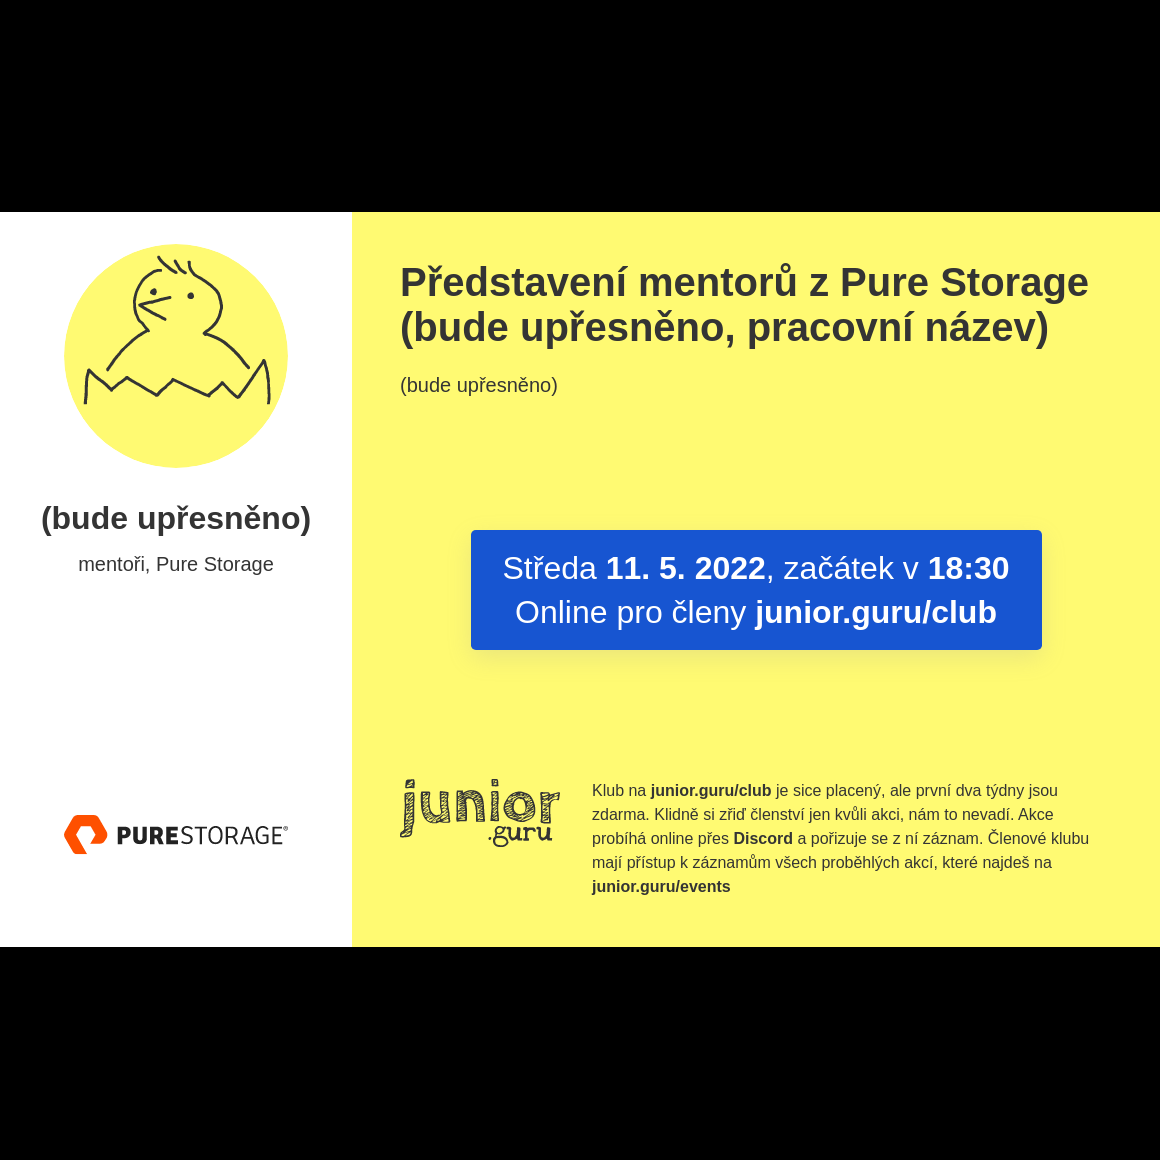 (bude upřesněno)
mentoři, Pure Storage
PURESTORAGE®
Představení mentorů z Pure Storage
(bude upřesněno, pracovní název)
(bude upřesněno)
Středa 11. 5. 2022, začátek v 18:30
Online pro členy junior.guru/club
junior
.guru
Klub na junior.guru/club je sice placený, ale první dva týdny jsou
zdarma. Klidně si zřiď členství jen kvůli akci, nám to nevadí. Akce
probíhá online přes Discord a pořizuje se z ní záznam. Členové klubu
mají přístup k záznamům všech proběhlých akcí, které najdeš na
junior.guru/events